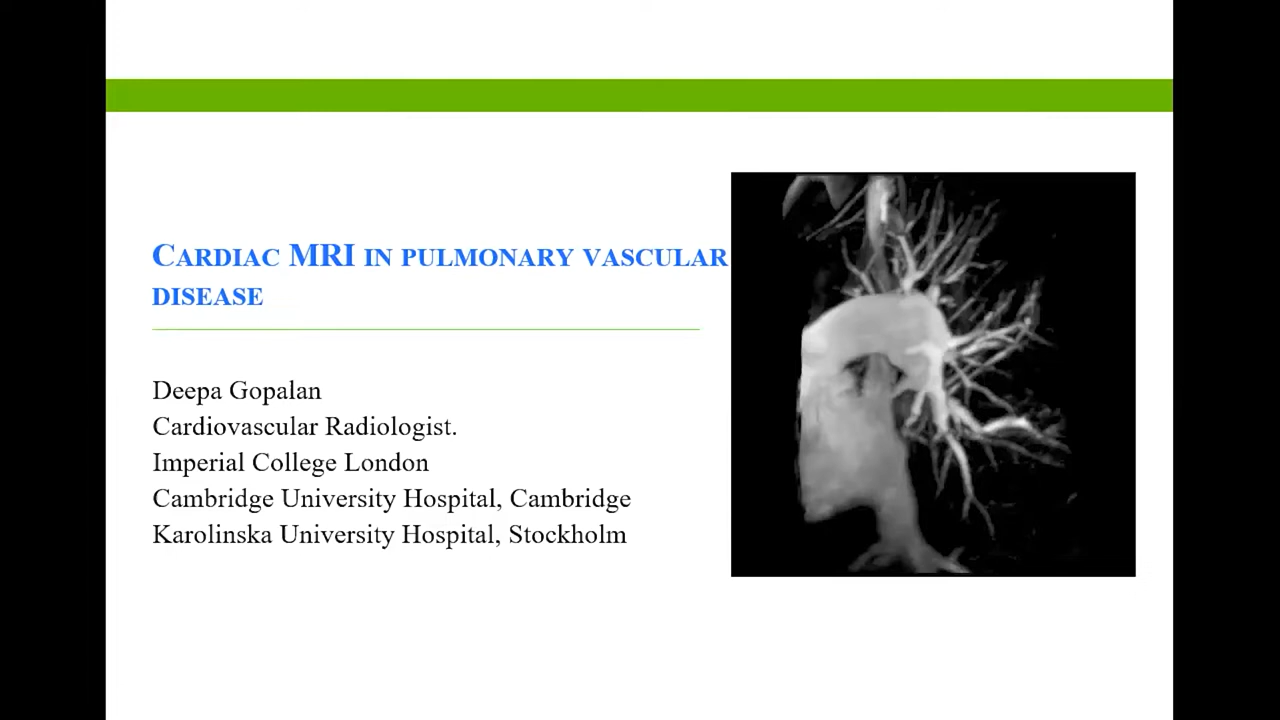 CARDIAC MRI IN PULMONARY VASCULAR
DISEASE
Deepa Gopalan
Cardiovascular Radiologist.
Imperial College London
Cambridge University Hospital, Cambridge
Karolinska University Hospital, Stockholm